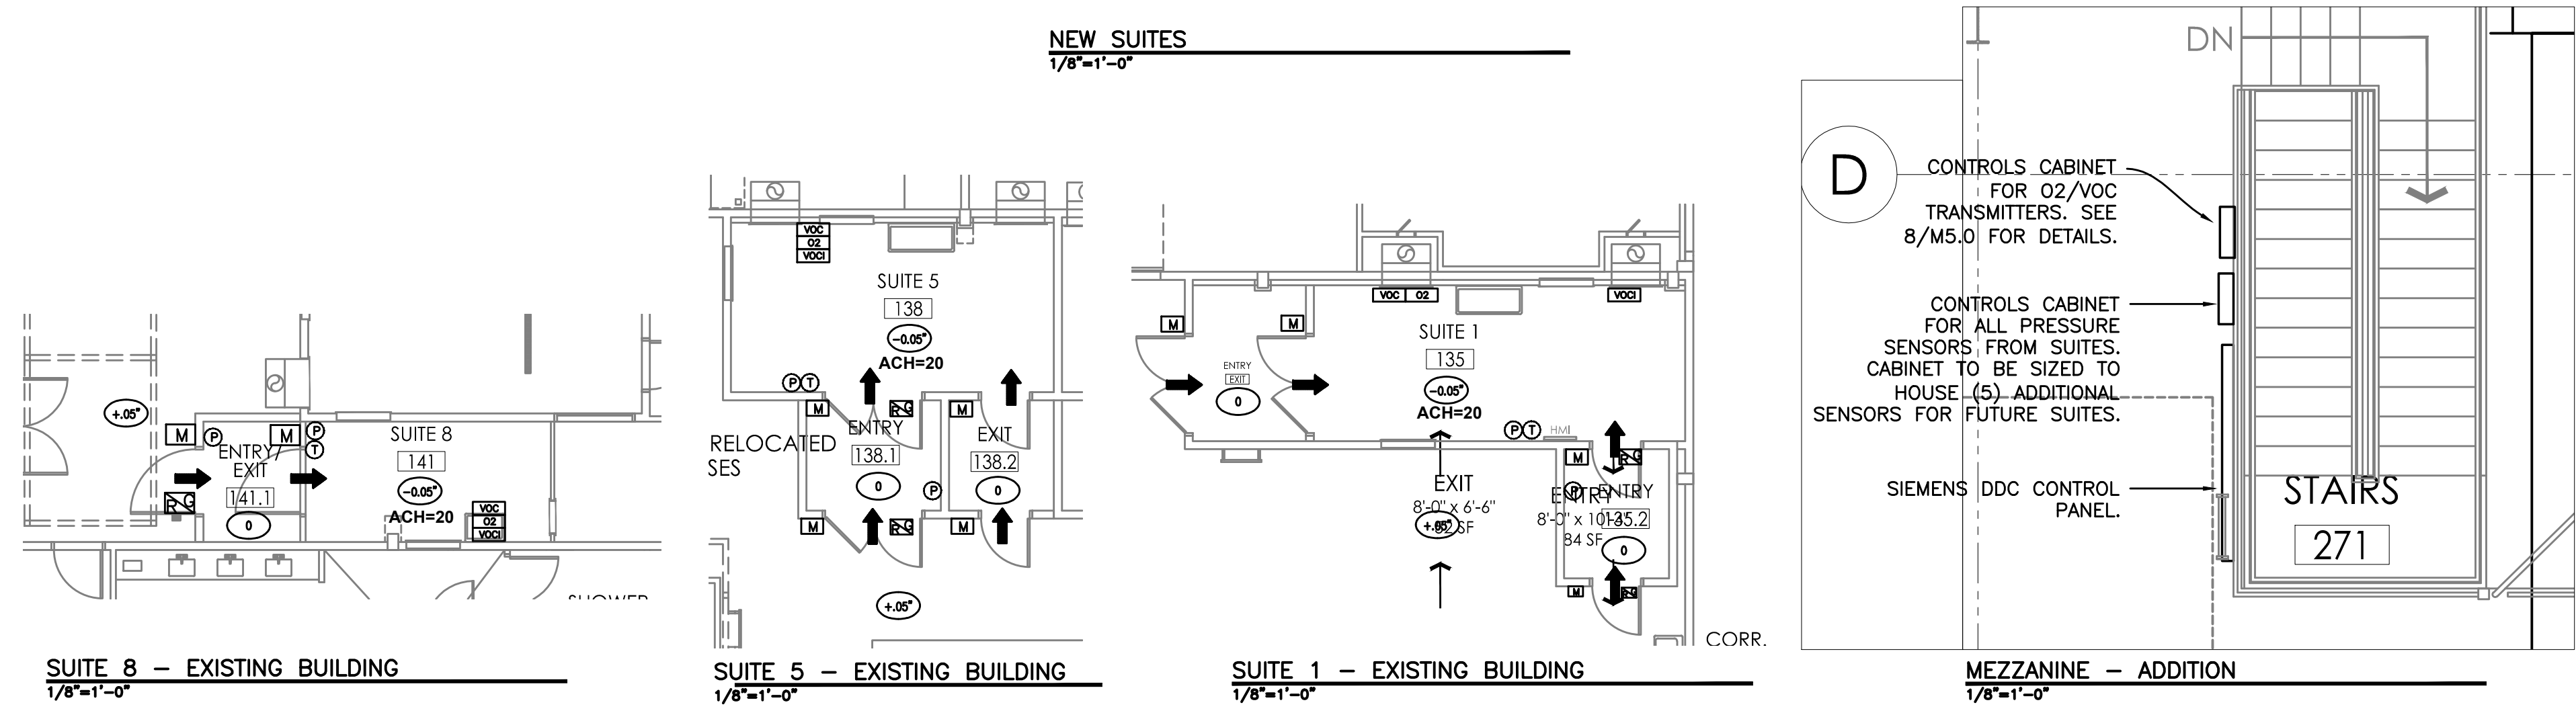 NEW SUITES
1/8"=1'-0"
+.05"
M
P
M
P
T
ENTRY/
EXIT
141.1
0
R G
SUITE 8
141
-0.05"
ACH=20
VOC
O2
VOCI
SHOWER
SUITE 8 - EXISTING BUILDING
1/8"=1'-0"
VOC
O2
VOCI
SUITE 5
138
-0.05"
ACH=20
P T
M
R G
M
RELOCATED
SES
ENTRY
138.1
0
P
EXIT
138.2
0
M
R G
M
+.05"
SUITE 5 - EXISTING BUILDING
1/8"=1'-0"
VOC O2
VOCI
M
M
ENTRY
EXIT
0
SUITE 1
135
-0.05"
ACH=20
P T
HMI
M
R G
EXIT
8'-0" x 6'-6"
+.05"
SF
P
ENTRY
ENTRY
8'-0" x
135.2
84 SF
0
M
R G
CORR.
SUITE 1 - EXISTING BUILDING
1/8"=1'-0"
DN
D
CONTROLS CABINET
FOR O2/VOC
TRANSMITTERS. SEE
8/M5.0 FOR DETAILS.
CONTROLS CABINET
FOR ALL PRESSURE
SENSORS FROM SUITES.
CABINET TO BE SIZED TO
HOUSE (5) ADDITIONAL
SENSORS FOR FUTURE SUITES.
SIEMENS DDC CONTROL
PANEL.
STAIRS
271
MEZZANINE - ADDITION
1/8"=1'-0"